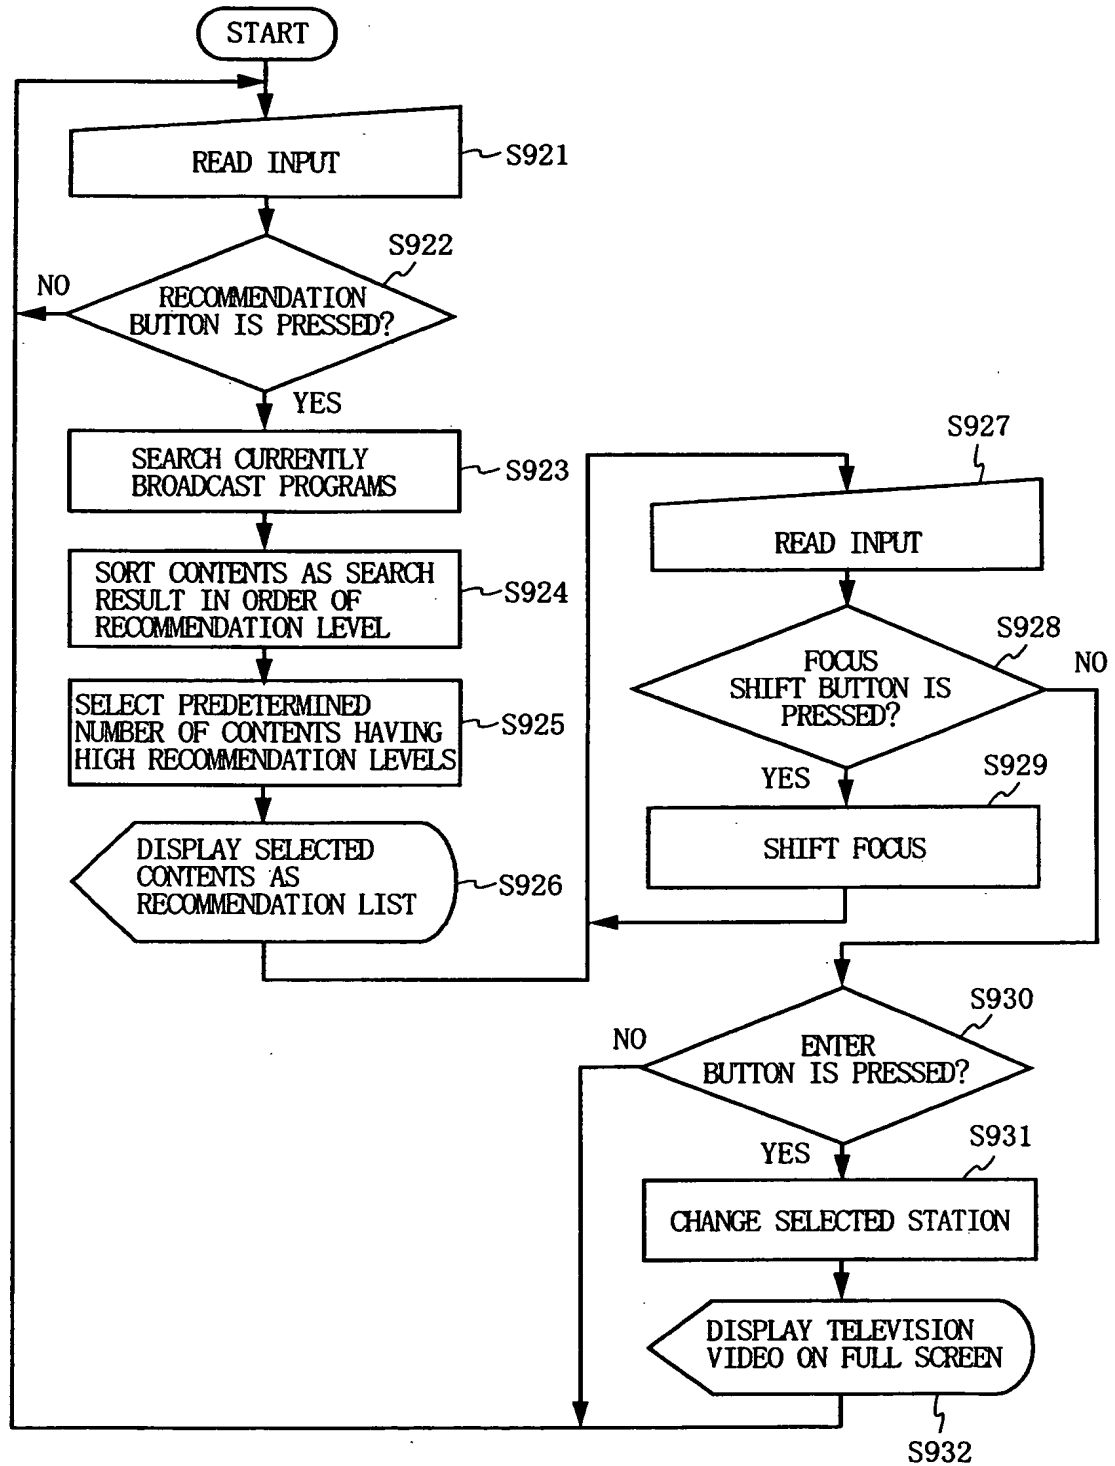 START
READ INPUT
S921
S922
NO
RECOMMENDATION
BUTTON IS PRESSED?
YES
SEARCH CURRENTLY
BROADCAST PROGRAMS
S923
SORT CONTENTS AS SEARCH
RESULT IN ORDER OF
RECOMMENDATION LEVEL
S924
SELECT PREDETERMINED
NUMBER OF CONTENTS HAVING
HIGH RECOMMENDATION LEVELS
S925
DISPLAY SELECTED
CONTENTS AS
RECOMMENDATION LIST
S926
S927
READ INPUT
S928
NO
FOCUS
SHIFT BUTTON IS
PRESSED?
YES
S929
SHIFT FOCUS
S930
NO
ENTER
BUTTON IS PRESSED?
YES
S931
CHANGE SELECTED STATION
DISPLAY TELEVISION
VIDEO ON FULL SCREEN
S932